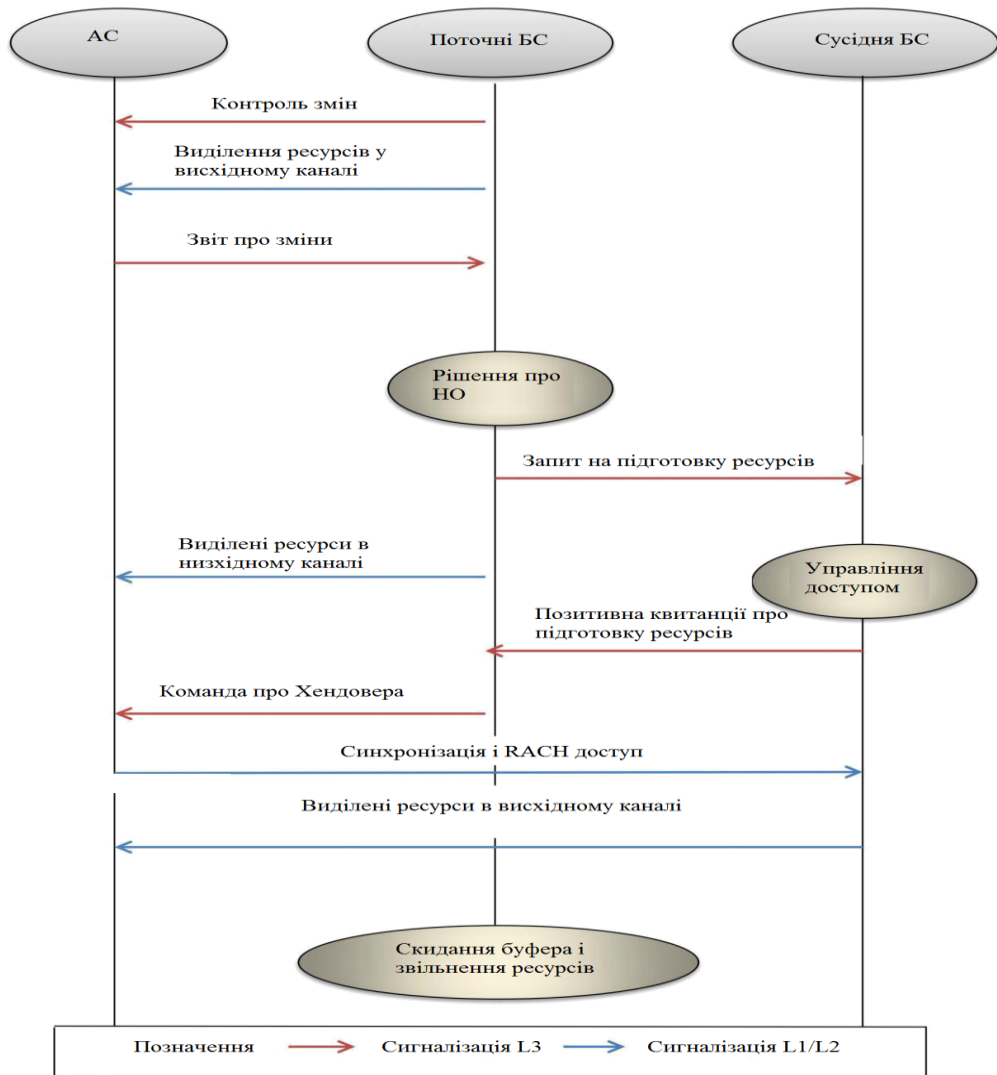 АС
Поточні БС
Сусідня БС
Контроль змін
Виділення ресурсів у
висхідному каналі
Звіт про зміни
Рішення про
НО
Запит на підготовку ресурсів
Виділені ресурси в
низхідному каналі
Управління
доступом
Позитивна квитанції про
підготовку ресурсів
Команда про Хендовера
Синхронізація і RACH доступ
Виділені ресурси в висхідному каналі
Скидання буфера і
звільнення ресурсів
Позначення Сигналізація L3 Сигналізація L1/L2